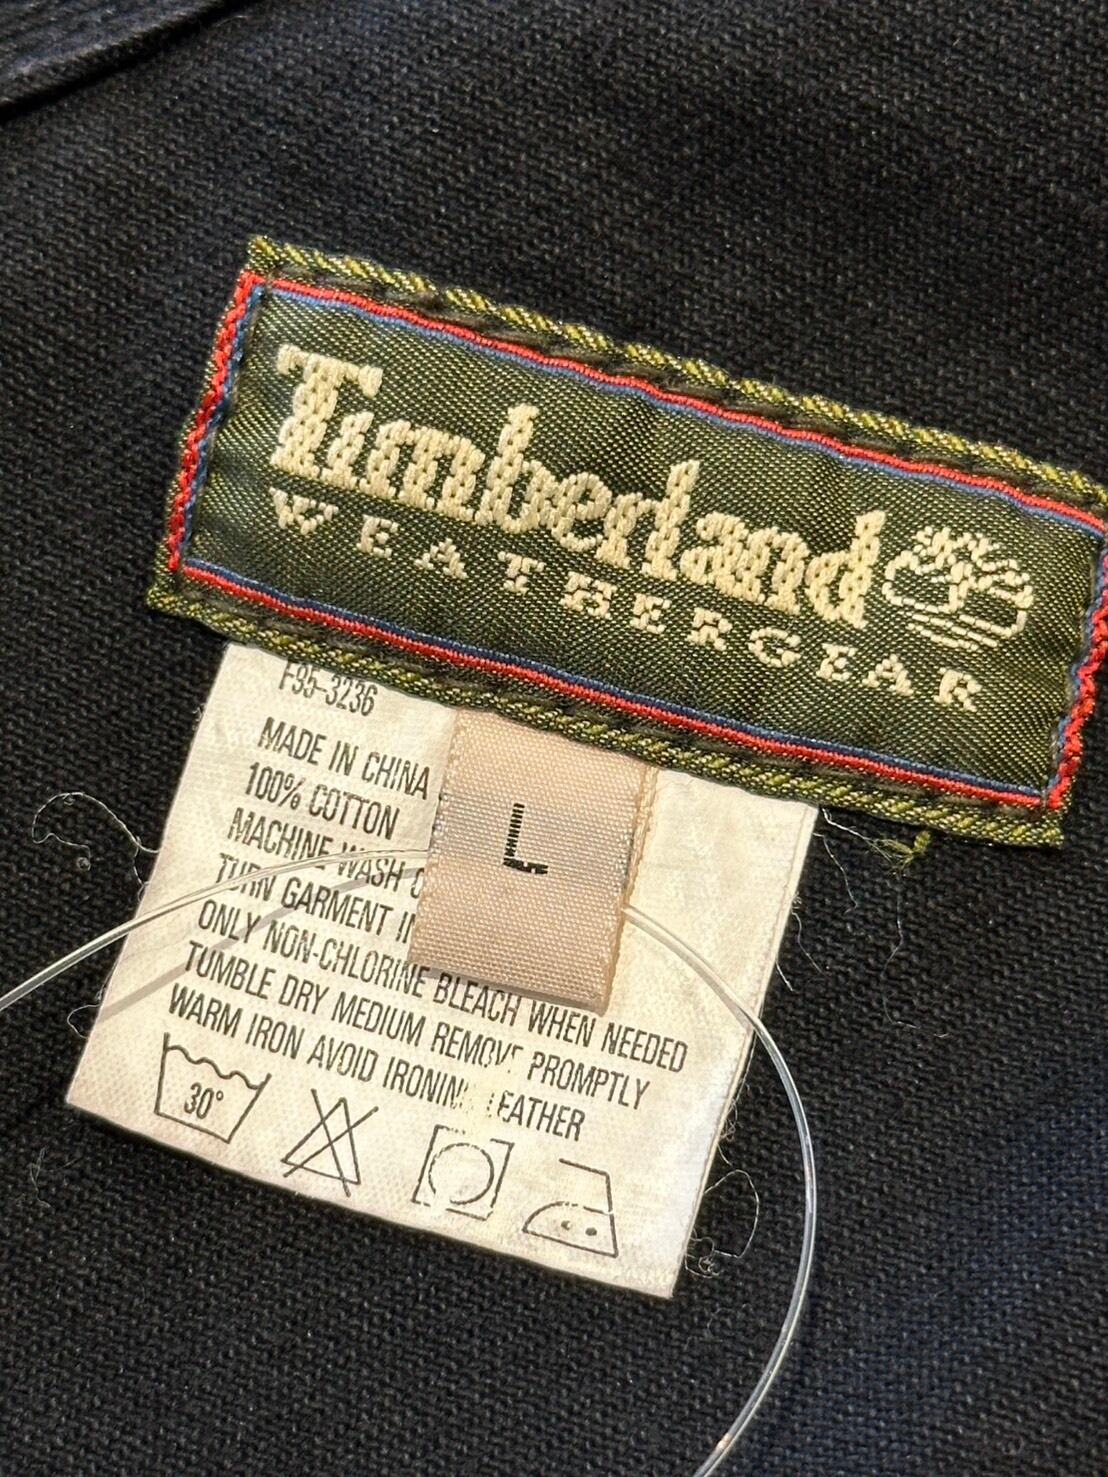 Timberland
WEATHERGEAR
F95-3236
MADE IN CHINA
100% COTTON
L
MACHINE WASH
TURN GARMENT
ONLY NON-CHLORINE BLEACH WHEN NEEDED
TUMBLE DRY MEDIUM REMOVE PROMPTLY
WARM IRON AVOID IRONING LEATHER
30°